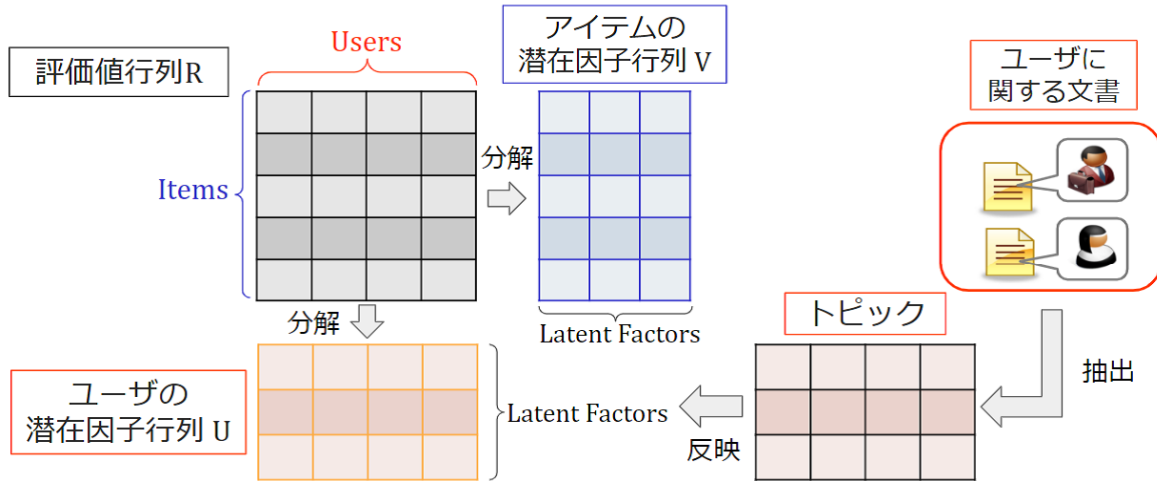 評価値行列R
Users
アイテムの
潜在因子行列 V
ユーザに
関する文書
Items
分解
分解
Latent Factors
トピック
抽出
ユーザの
潜在因子行列 U
Latent Factors
反映